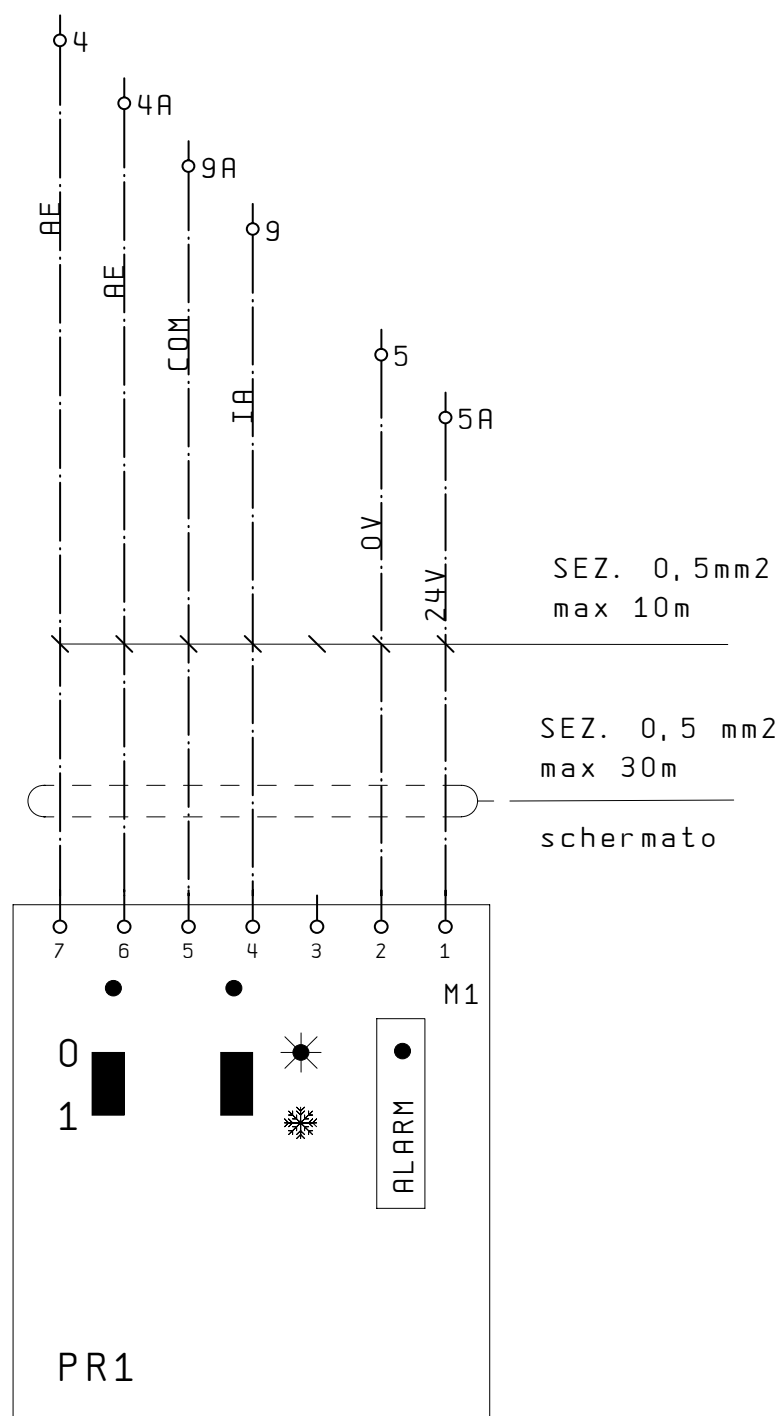 4
4A
9A
9
5
5A
AE
AE
COM
IA
0V
24V
SEZ. 0,5mm2
max 10m
SEZ. 0,5 mm2
max 30m
schermato
7 6 5 4 3 2 1
M1
0
1
ALARM
PR1